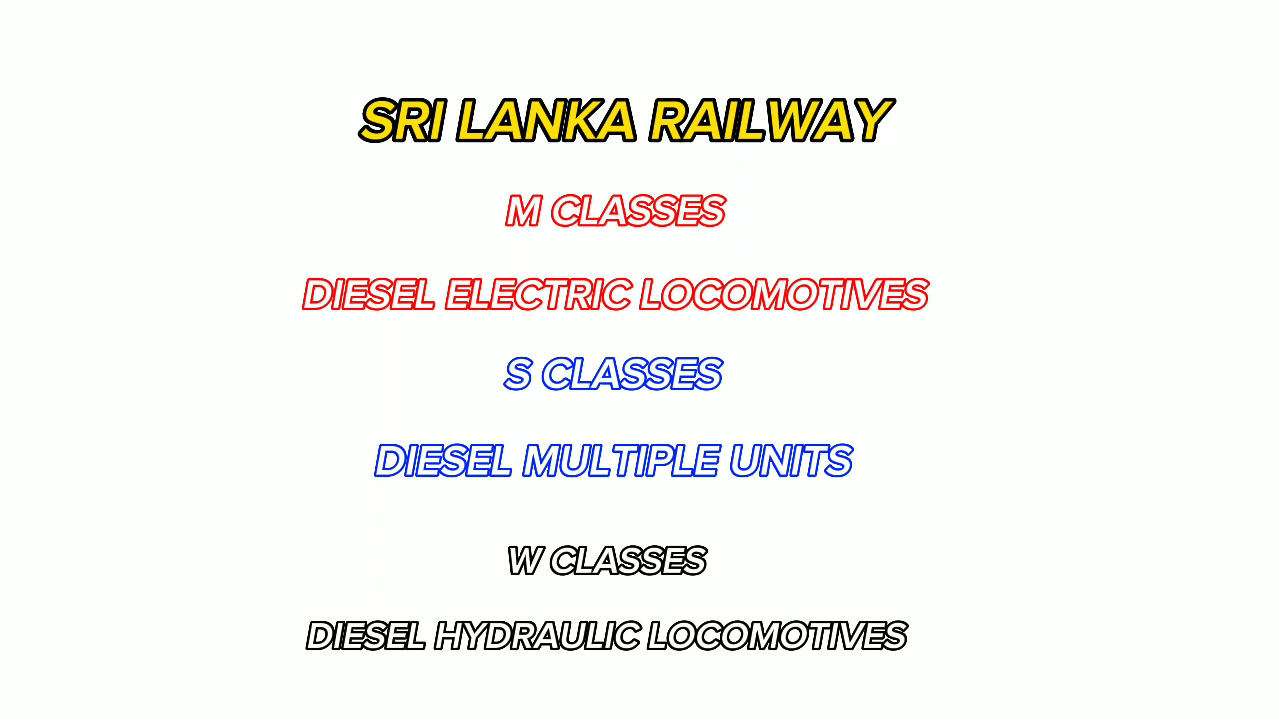 SRI LANKA RAILWAY
M CLASSES
DIESEL ELECTRIC LOCOMOTIVES
S CLASSES
DIESEL MULTIPLE UNITS
W CLASSES
DIESEL HYDRAULIC LOCOMOTIVES